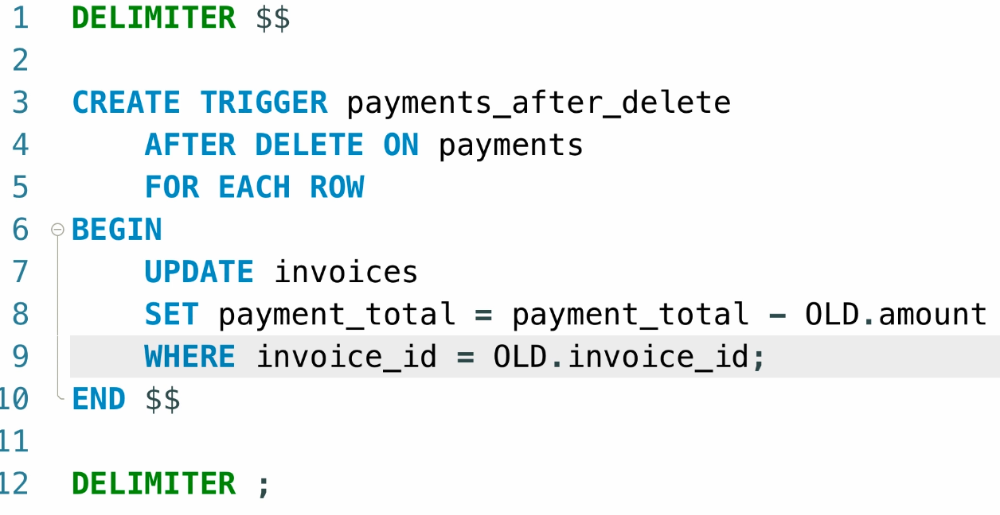 1 DELIMITER $$
2
3 CREATE TRIGGER payments_after_delete
4     AFTER DELETE ON payments
5     FOR EACH ROW
6 BEGIN
7     UPDATE invoices
8     SET payment_total = payment_total - OLD.amount
9     WHERE invoice_id = OLD.invoice_id;
10 END $$
11
12 DELIMITER ;